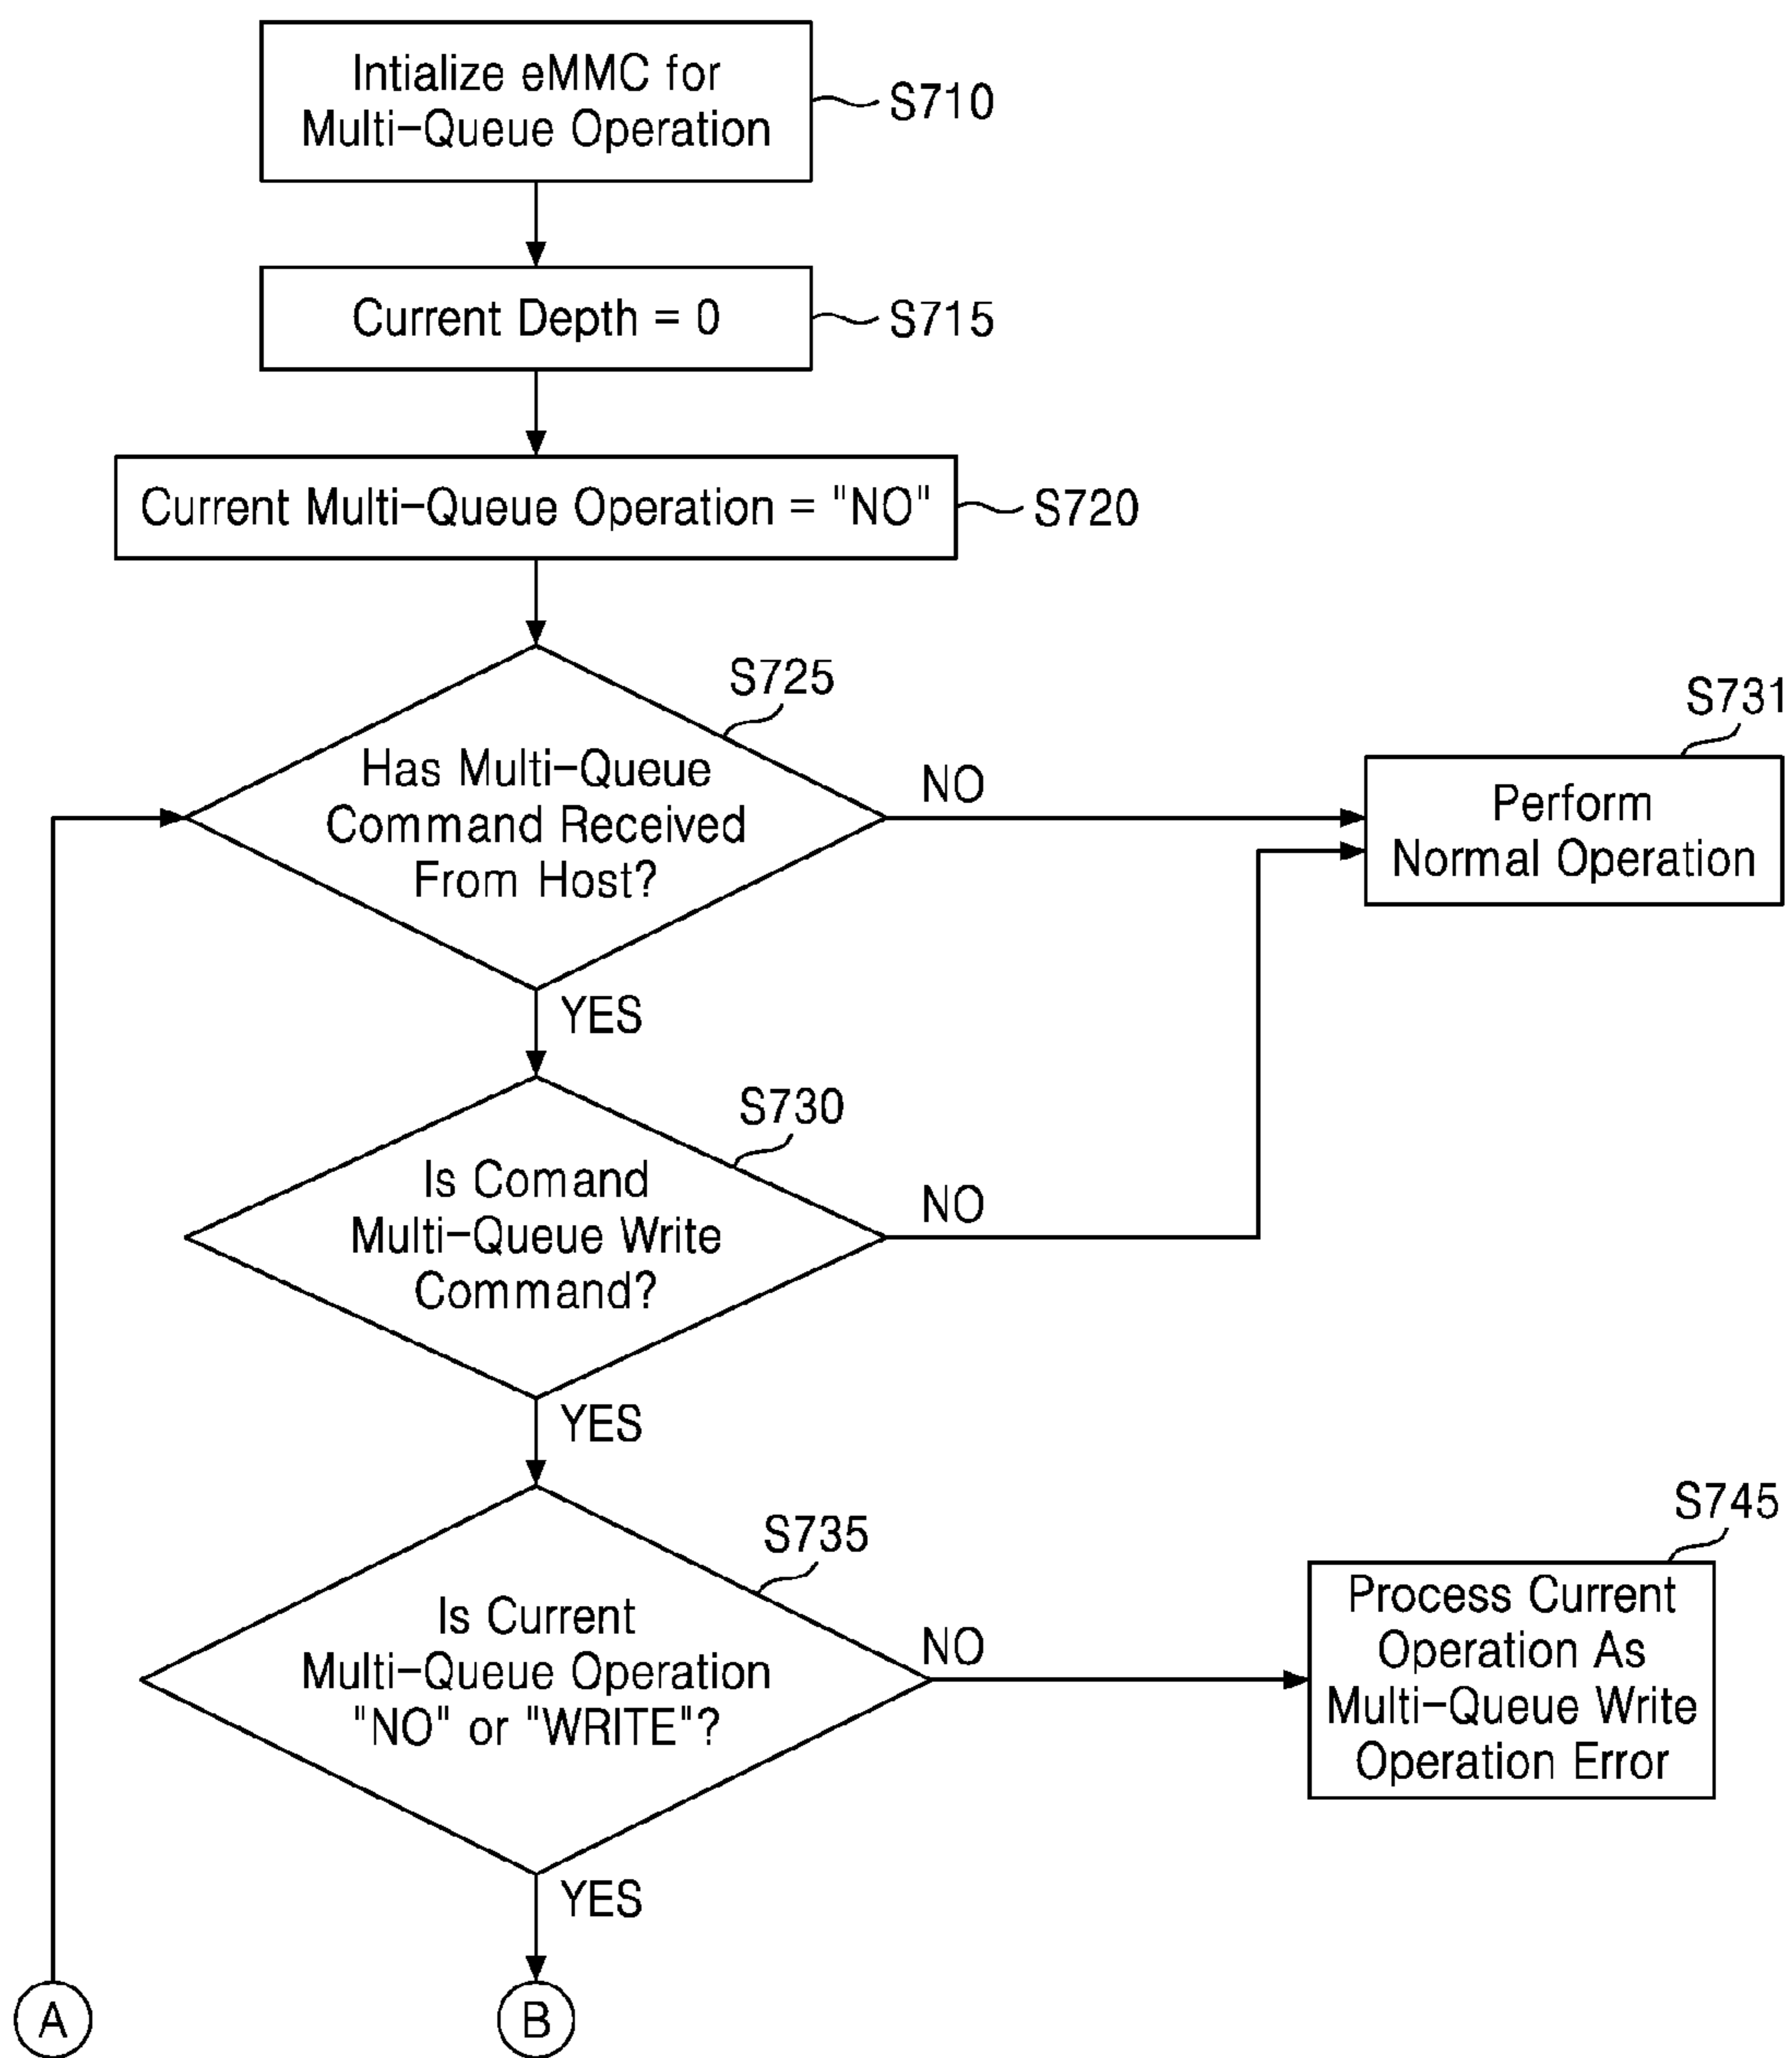 Intialize eMMC for
Multi-Queue Operation
S710
Current Depth = 0
S715
Current Multi-Queue Operation = "NO"
S720
S725
Has Multi-Queue
Command Received
From Host?
NO
S731
Perform
Normal Operation
YES
S730
Is Comand
Multi-Queue Write
Command?
NO
YES
S735
Is Current
Multi-Queue Operation
"NO" or "WRITE"?
NO
S745
Process Current
Operation As
Multi-Queue Write
Operation Error
YES
A
B